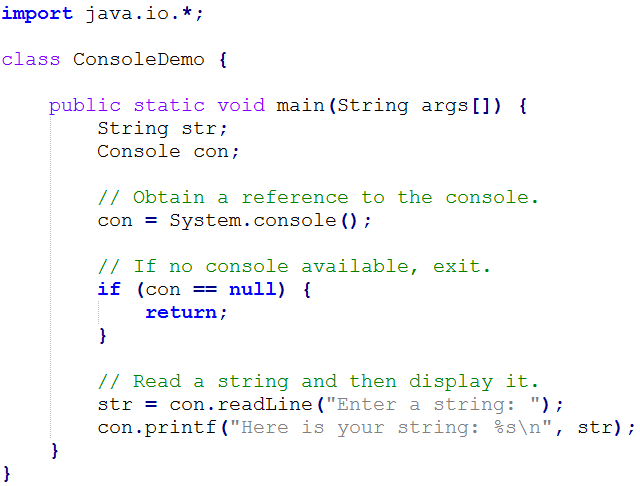 import java.io.*;
class ConsoleDemo {
public static void main(String args[]) {
String str;
Console con;
// Obtain a reference to the console.
con = System.console();
// If no console available, exit.
if (con == null) {
return;
}
// Read a string and then display it.
str = con.readLine("Enter a string: ");
con.printf("Here is your string: %s\n", str);
}
}